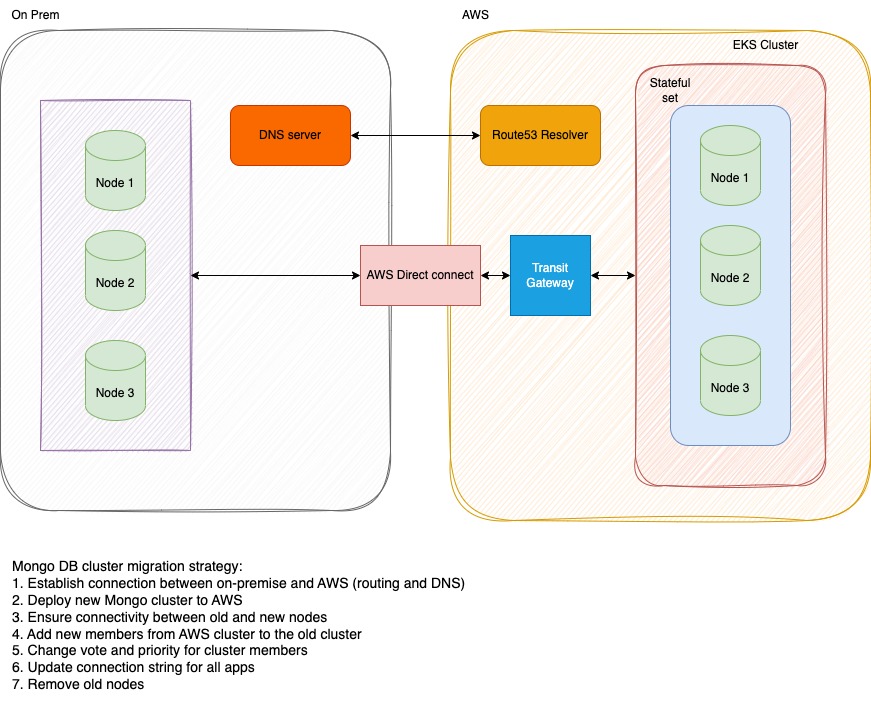 On Prem
AWS
EKS Cluster
Stateful
set
DNS server
Route53 Resolver
Node 1
Node 2
Node 3
AWS Direct connect
Transit
Gateway
Node 1
Node 2
Node 3
Mongo DB cluster migration strategy:
1. Establish connection between on-premise and AWS (routing and DNS)
2. Deploy new Mongo cluster to AWS
3. Ensure connectivity between old and new nodes
4. Add new members from AWS cluster to the old cluster
5. Change vote and priority for cluster members
6. Update connection string for all apps
7. Remove old nodes